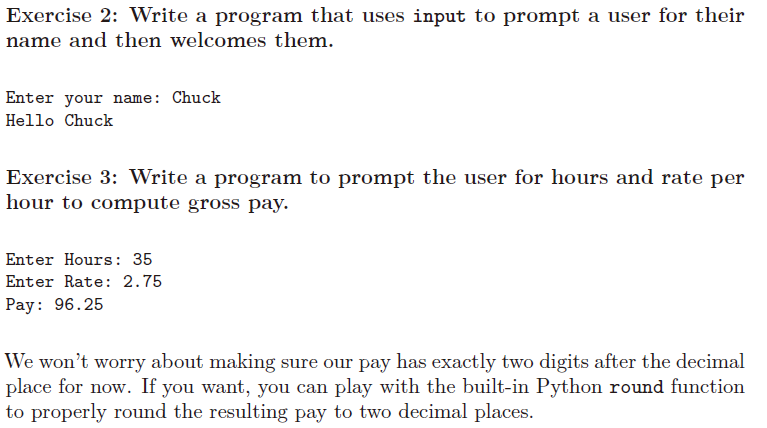 Exercise 2: Write a program that uses input to prompt a user for their
name and then welcomes them.
Enter your name: Chuck
Hello Chuck
Exercise 3: Write a program to prompt the user for hours and rate per
hour to compute gross pay.
Enter Hours: 35
Enter Rate: 2.75
Pay: 96.25
We won't worry about making sure our pay has exactly two digits after the decimal
place for now. If you want, you can play with the built-in Python round function
to properly round the resulting pay to two decimal places.